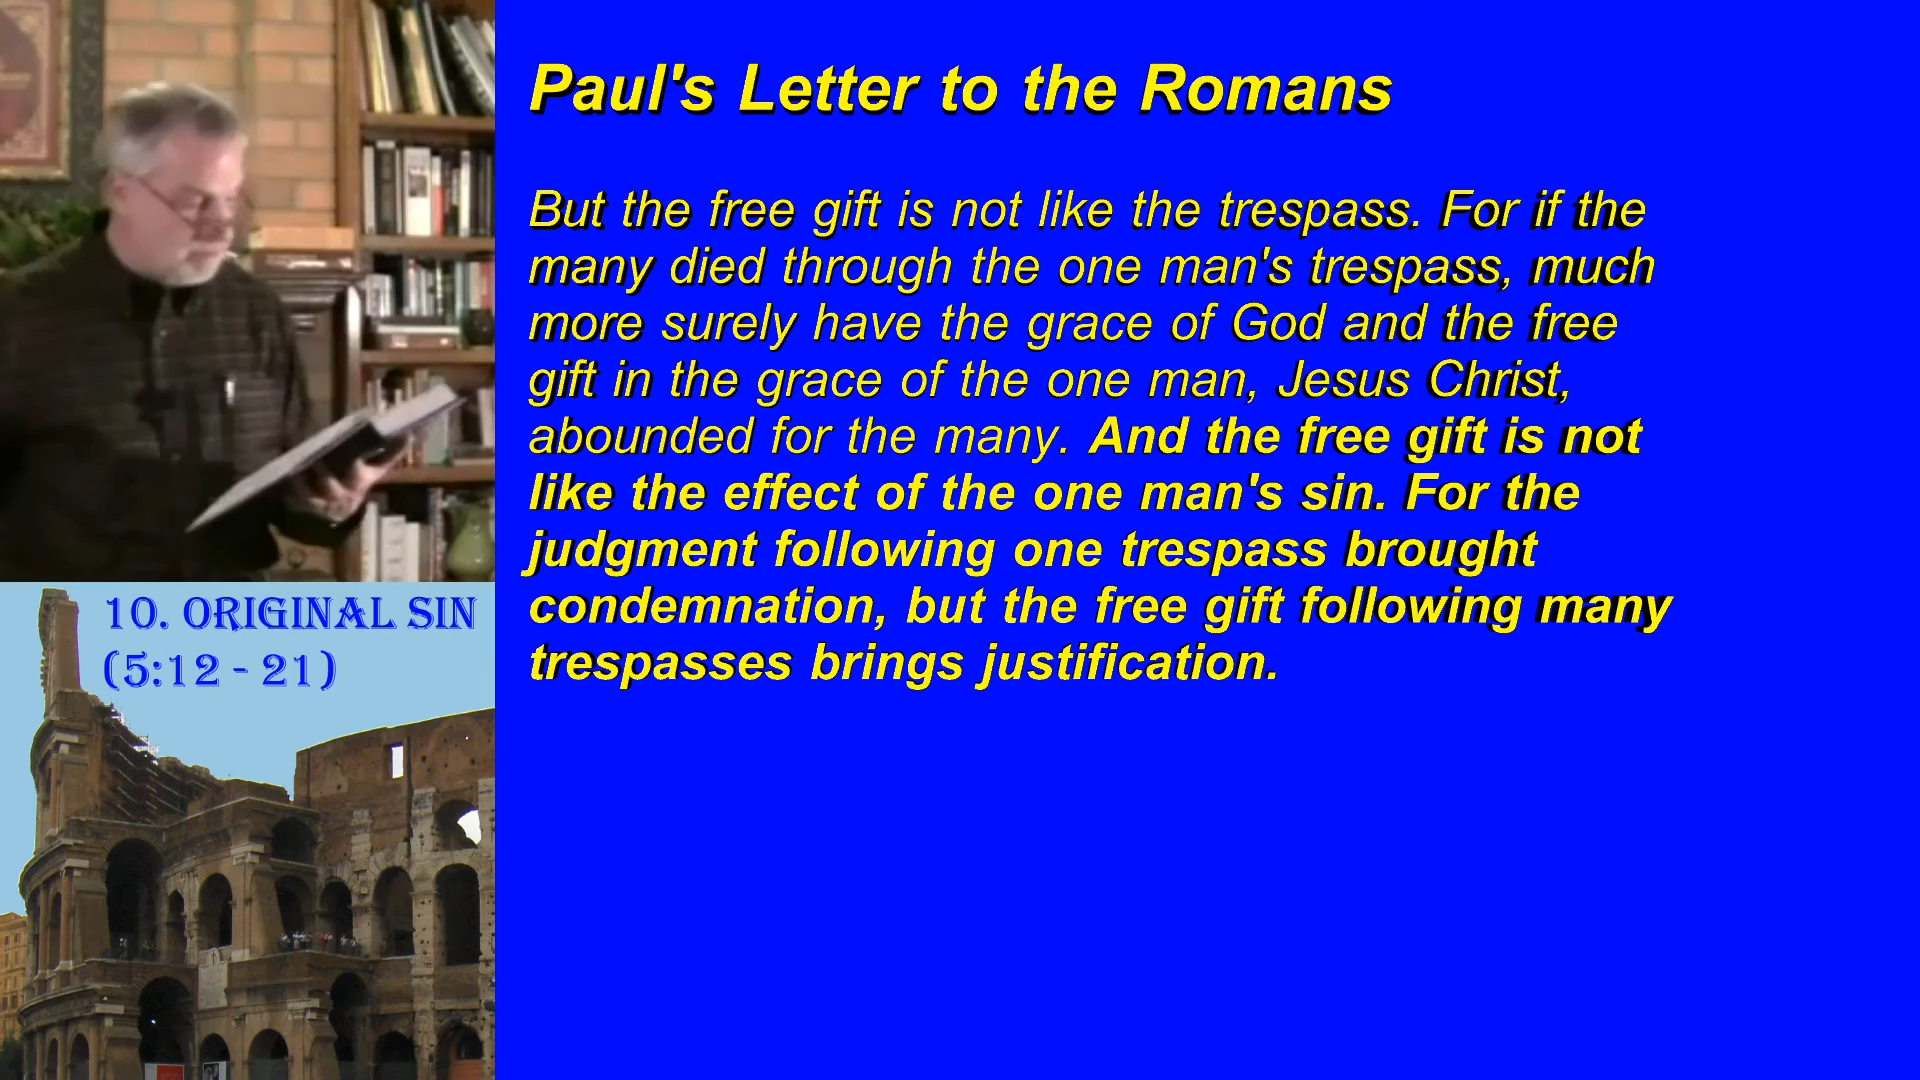 Paul's Letter to the Romans
But the free gift is not like the trespass. For if the
many died through the one man's trespass, much
more surely have the grace of God and the free
gift in the grace of the one man, Jesus Christ,
abounded for the many. And the free gift is not
like the effect of the one man's sin. For the
judgment following one trespass brought
condemnation, but the free gift following many
trespasses brings justification.
10. ORIGINAL SIN
(5:12 - 21)